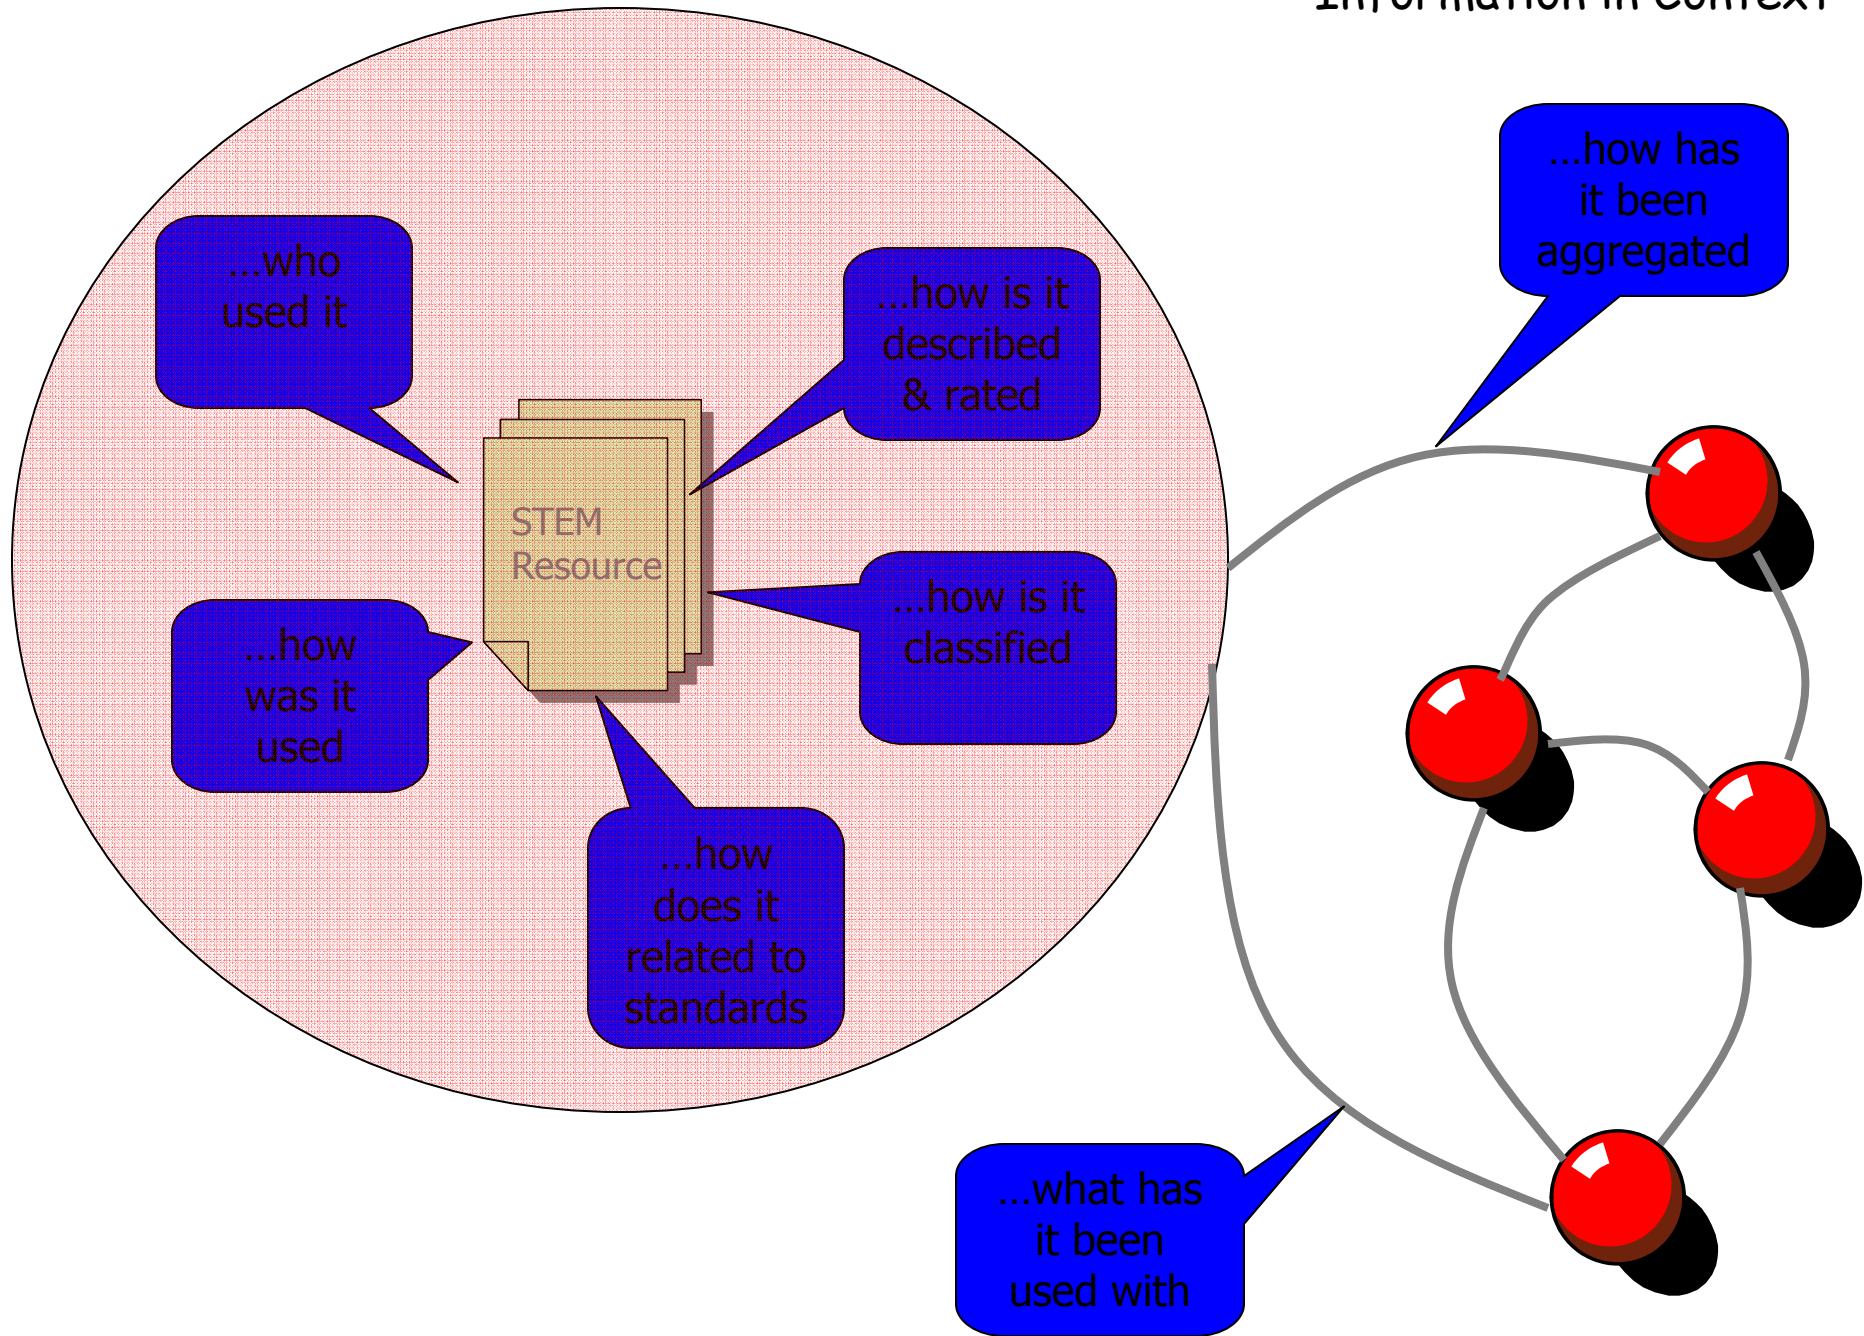 Information in Context
…how has
it been
aggregated
…who
used it
…how is it
described
& rated
STEM
Resource
…how is it
classified
…how
was it
used
…how
does it
related to
standards
…what has
it been
used with